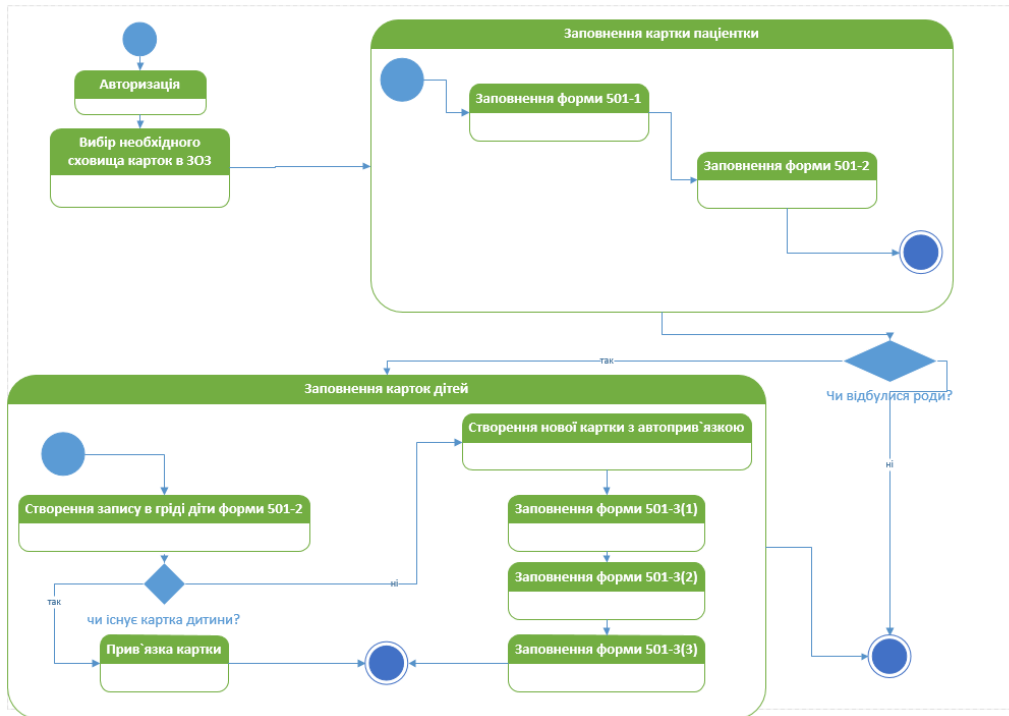 Авторизація
Вибір необхідного
сховища карток в ЗОЗ
Заповнення картки пацієнтки
Заповнення форми 501-1
Заповнення форми 501-2
так
Чи відбулися роди?
ні
Заповнення карток дітей
Створення запису в гріді діти форми 501-2
чи існує картка дитини?
так
ні
Прив`язка картки
Створення нової картки з автоприв`язкою
Заповнення форми 501-3(1)
Заповнення форми 501-3(2)
Заповнення форми 501-3(3)